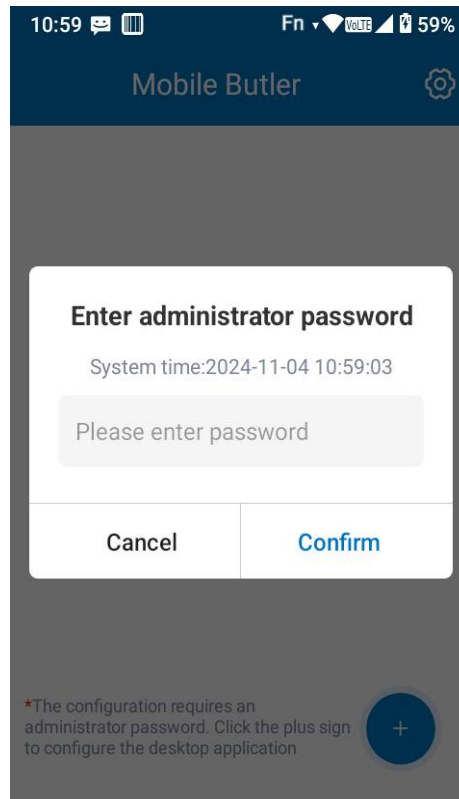 10:59 Fn VoLTE 59%
Mobile Butler
Enter administrator password
System time:2024-11-04 10:59:03
Please enter password
Cancel Confirm
*The configuration requires an
administrator password. Click the plus sign
to configure the desktop application
+